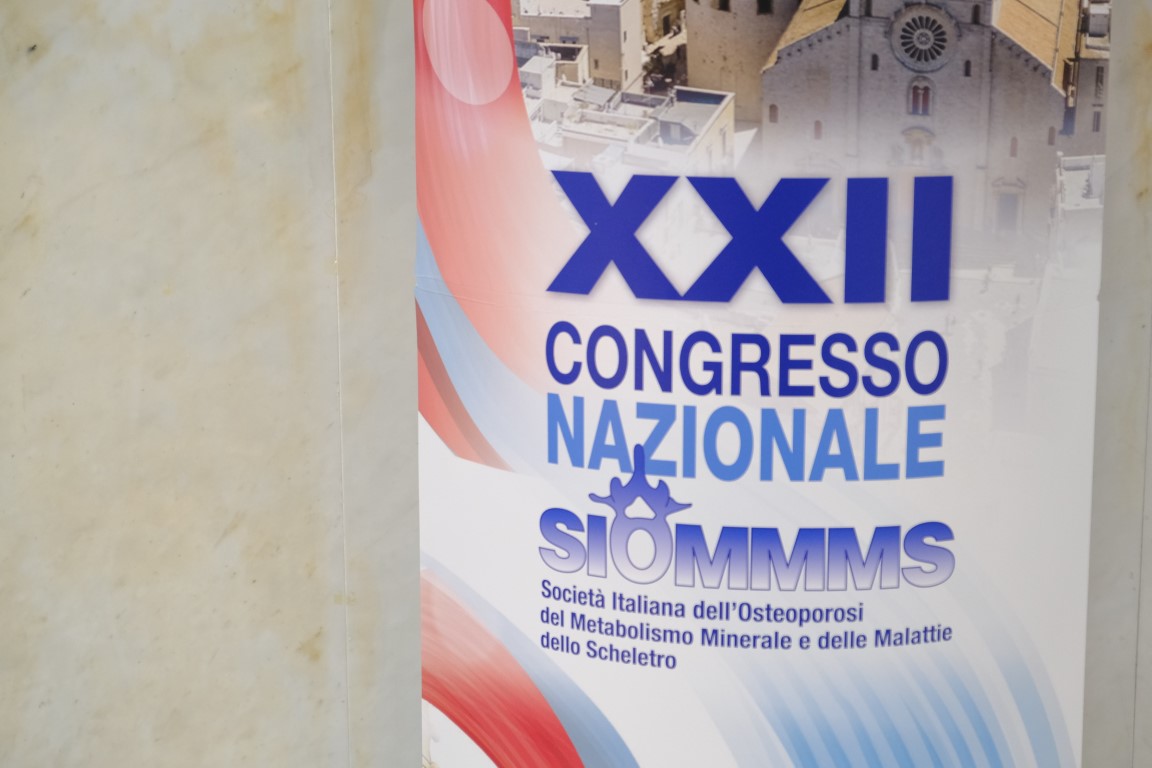 XXII
CONGRESSO
NAZIONALE
SIOMMMS
Società Italiana dell'Osteoporosi
del Metabolismo Minerale e delle Malattie
dello Scheletro